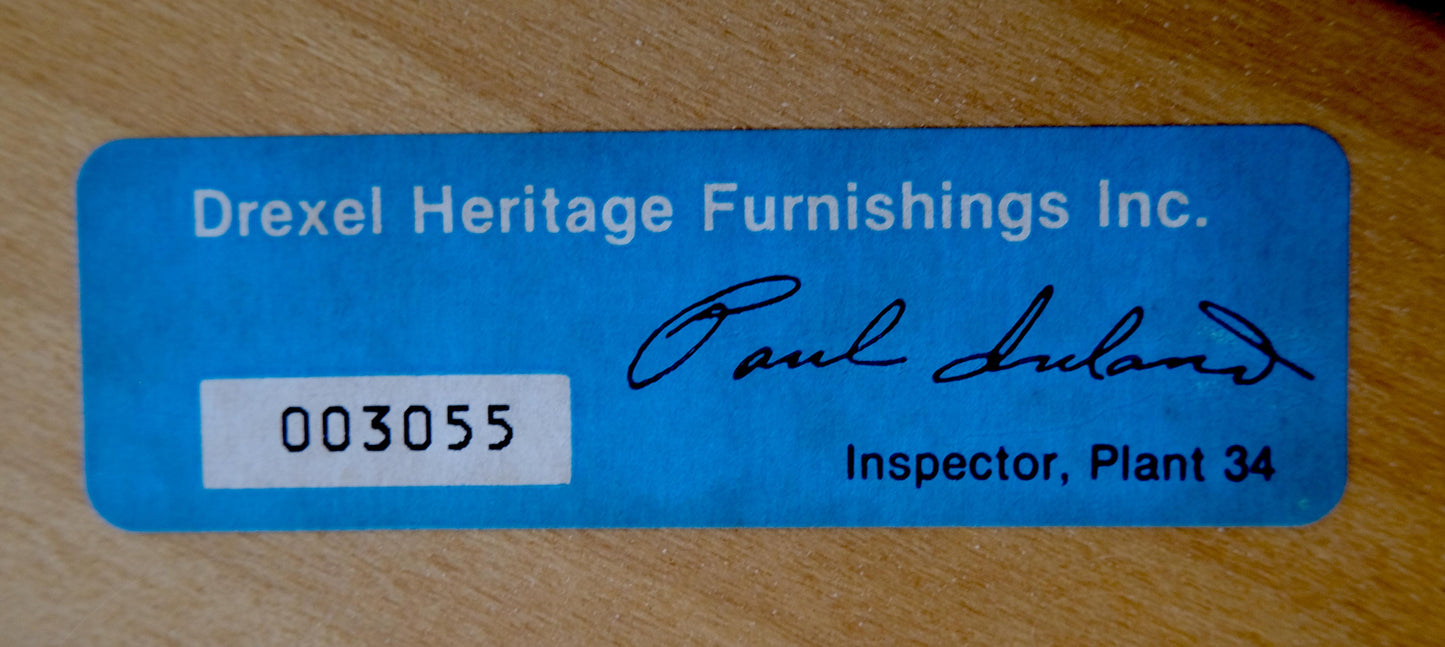 Drexel Heritage Furnishings Inc.
Paul
003055
Inspector, Plant 34